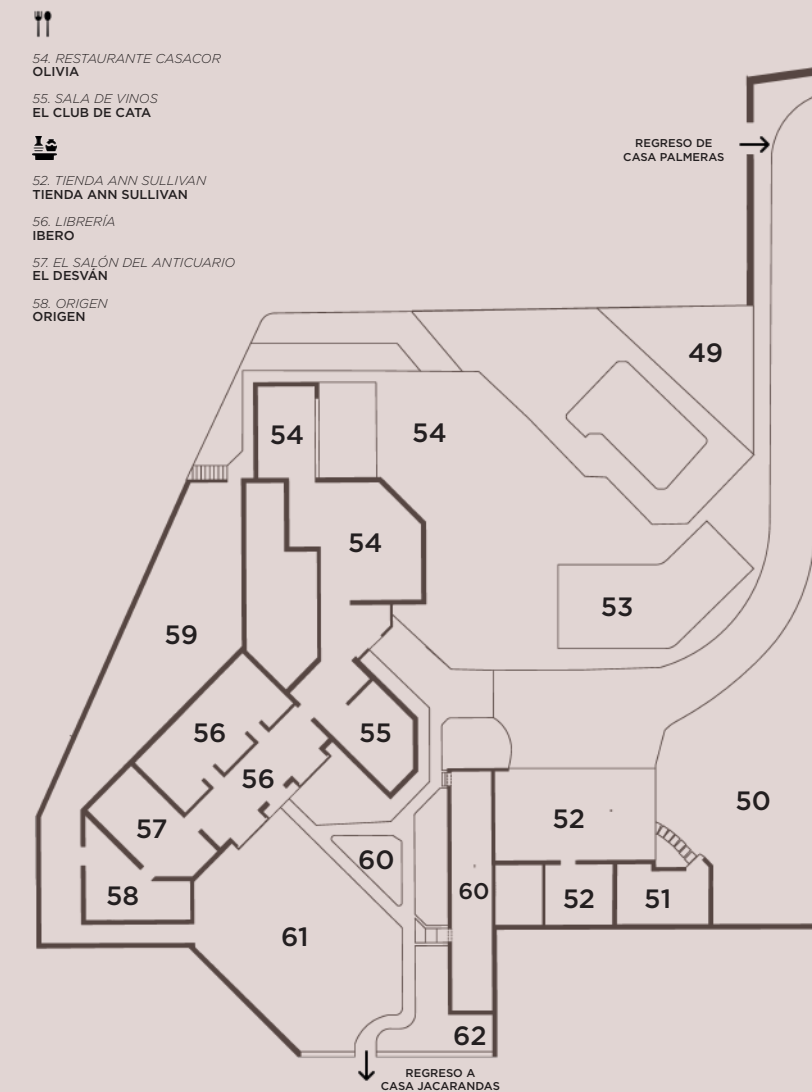 54. RESTAURANTE CASACOR
OLIVIA
55. SALA DE VINOS
EL CLUB DE CATA
52. TIENDA ANN SULLIVAN
TIENDA ANN SULLIVAN
56. LIBRERÍA
IBERO
57. EL SALÓN DEL ANTICUARIO
EL DESVÁN
58. ORIGEN
ORIGEN
REGRESO DE
CASA PALMERAS
49
54
54
54
53
59
56
55
56
50
52
57
60
58
60
52
51
61
62
REGRESO A
CASA JACARANDAS